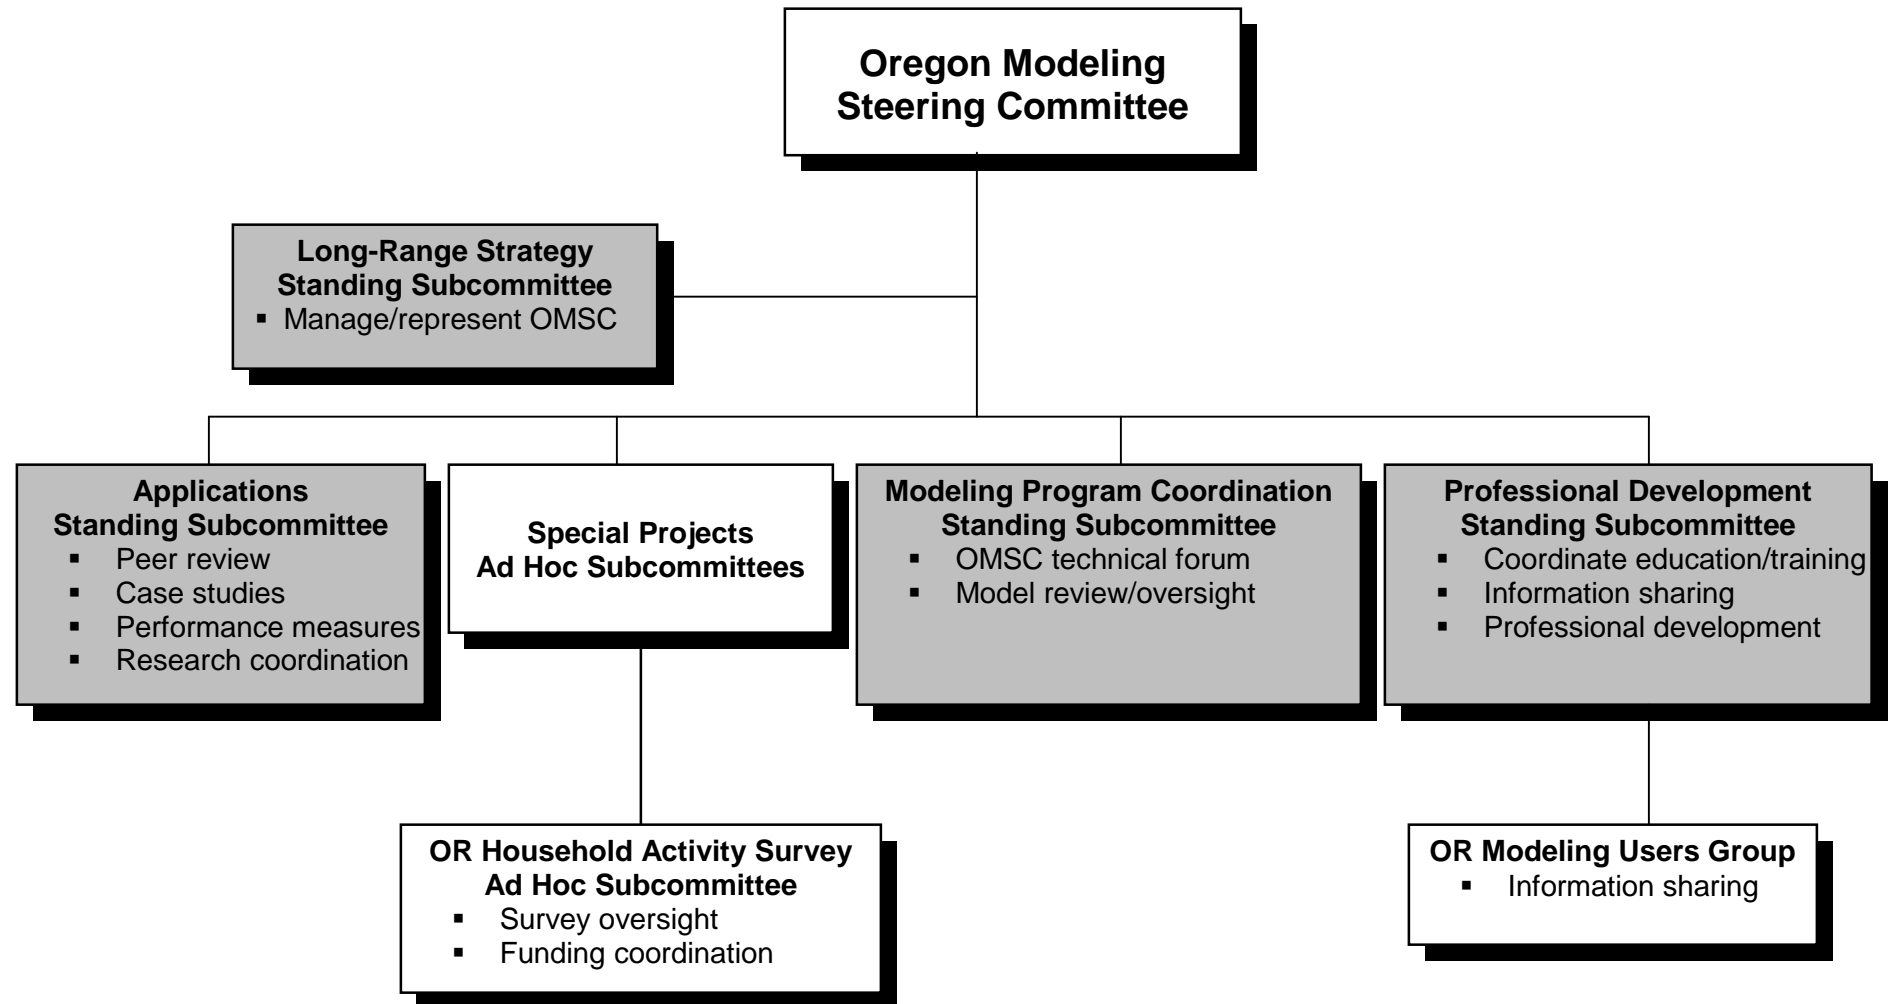 Oregon Modeling
Steering Committee
Long-Range Strategy
Standing Subcommittee
▪ Manage/represent OMSC
Applications
Standing Subcommittee
▪ Peer review
▪ Case studies
▪ Performance measures
▪ Research coordination
Special Projects
Ad Hoc Subcommittees
Modeling Program Coordination
Standing Subcommittee
▪ OMSC technical forum
▪ Model review/oversight
Professional Development
Standing Subcommittee
▪ Coordinate education/training
▪ Information sharing
▪ Professional development
OR Household Activity Survey
Ad Hoc Subcommittee
▪ Survey oversight
▪ Funding coordination
OR Modeling Users Group
▪ Information sharing